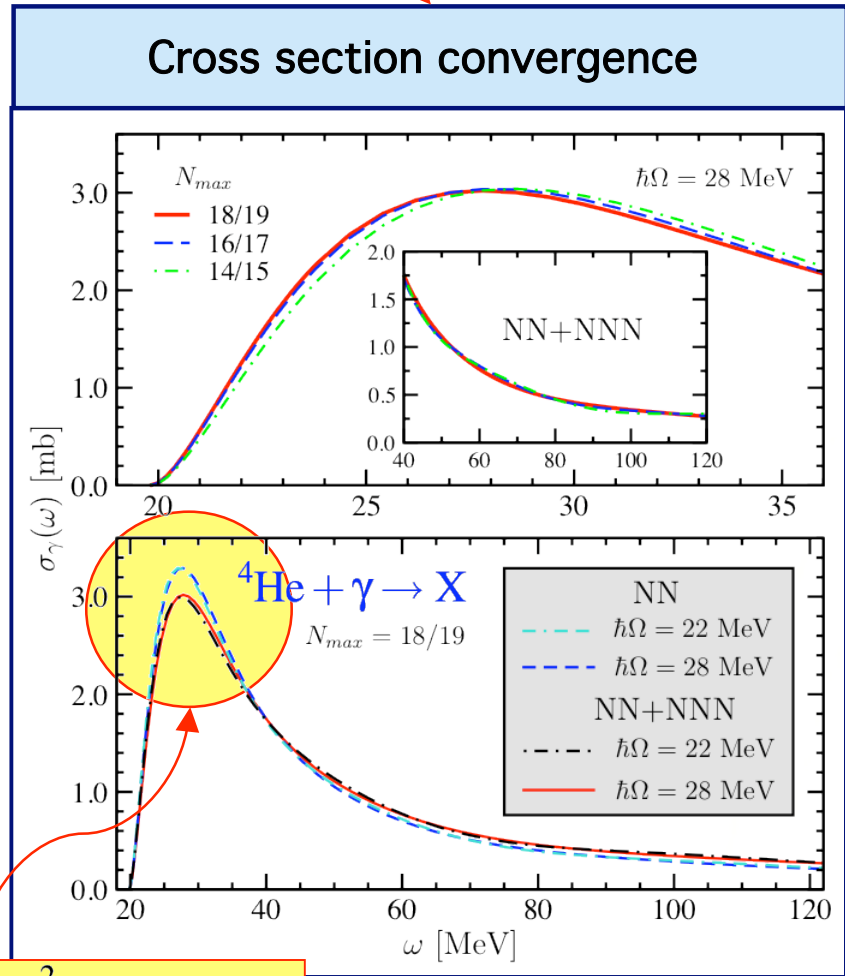 Cross section convergence
N_max
18/19
16/17
14/15
ħΩ = 28 MeV
NN+NNN
2.0
1.5
1.0
0.5
0.0
40 60 80 100 120
3.0
2.0
1.0
0.0
20 25 30 35
σ_γ(ω) [mb]
⁴He + γ → X
N_max = 18/19
NN
ħΩ = 22 MeV
ħΩ = 28 MeV
NN+NNN
ħΩ = 22 MeV
ħΩ = 28 MeV
3.0
2.0
1.0
0.0
20 40 60 80 100 120
ω [MeV]
2